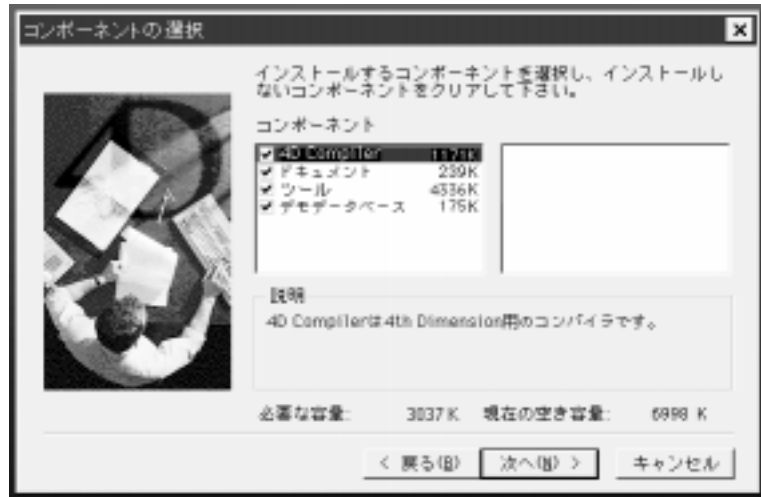 コンポーネントの選択
インストールするコンポーネントを選択し、インストールし
ないコンポーネントをクリアして下さい。
コンポーネント
4D Compiler 1171K
ドキュメント 239K
ツール 4336K
デモデータベース 175K
説明
4D Compilerは4th Dimension用のコンパイラです。
必要な容量: 3037 K 現在の空き容量: 6998 K
< 戻る(B) 次へ(N) > キャンセル